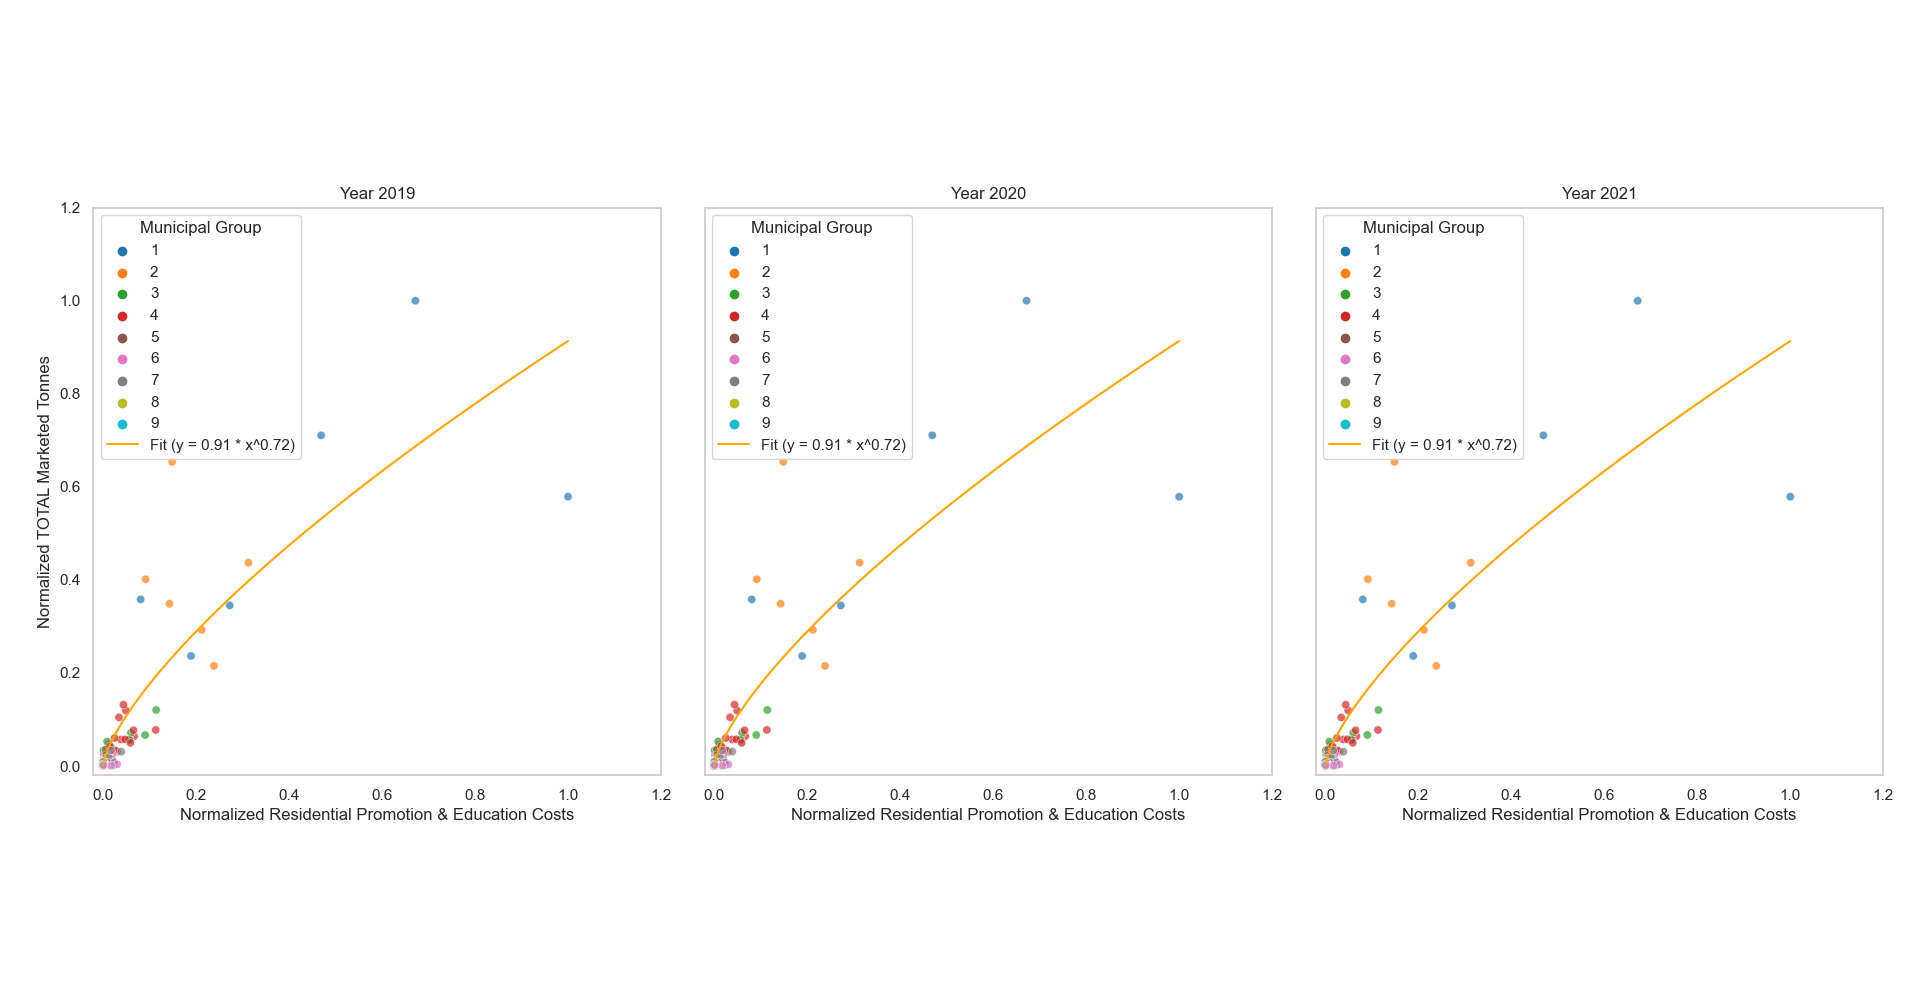 Year 2019
1.2
1.0
0.8
0.6
0.4
0.2
0.0
Normalized TOTAL Marketed Tonnes
Municipal Group
1
2
3
4
5
6
7
8
9
Fit (y = 0.91 * x^0.72)
0.0 0.2 0.4 0.6 0.8 1.0 1.2
Normalized Residential Promotion & Education Costs
Year 2020
Municipal Group
1
2
3
4
5
6
7
8
9
Fit (y = 0.91 * x^0.72)
0.0 0.2 0.4 0.6 0.8 1.0 1.2
Normalized Residential Promotion & Education Costs
Year 2021
Municipal Group
1
2
3
4
5
6
7
8
9
Fit (y = 0.91 * x^0.72)
0.0 0.2 0.4 0.6 0.8 1.0 1.2
Normalized Residential Promotion & Education Costs